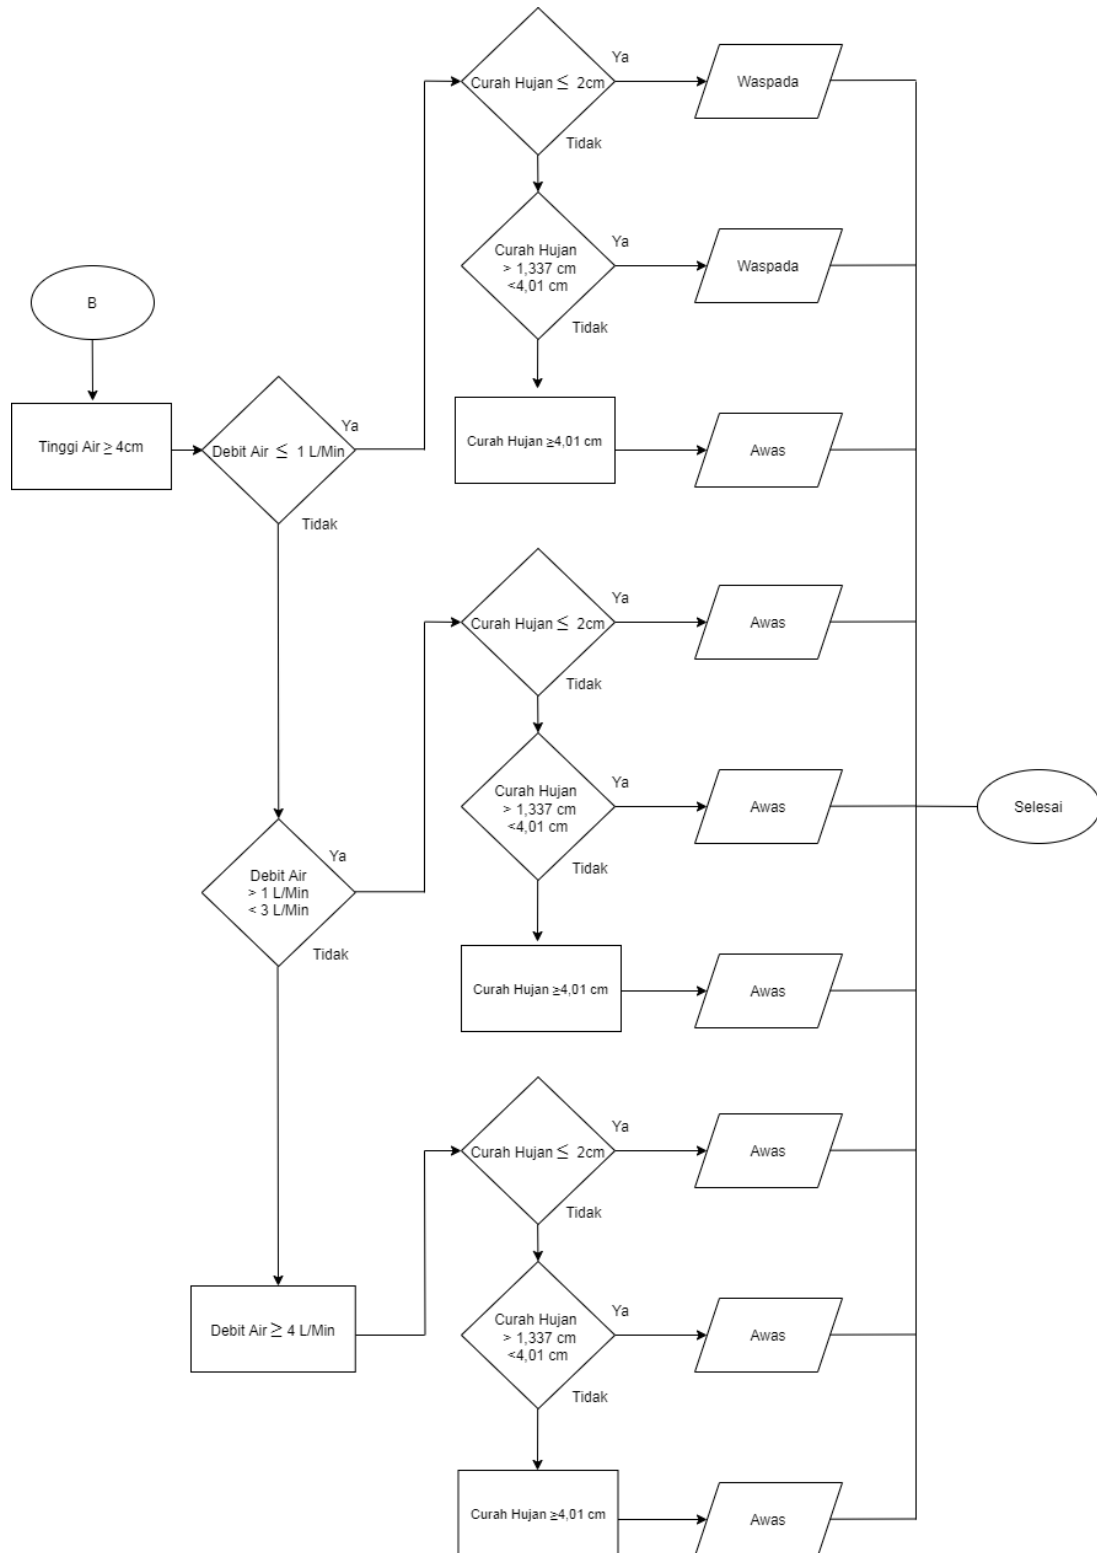 Curah Hujan ≤ 2cm
Ya
Waspada
Tidak
Curah Hujan
> 1,337 cm
<4,01 cm
Ya
Waspada
Tidak
B
Tinggi Air ≥ 4cm
Debit Air ≤ 1 L/Min
Ya
Tidak
Curah Hujan ≥4,01 cm
Awas
Curah Hujan ≤ 2cm
Ya
Awas
Tidak
Curah Hujan
> 1,337 cm
<4,01 cm
Ya
Awas
Tidak
Selesai
Debit Air
> 1 L/Min
< 3 L/Min
Ya
Tidak
Curah Hujan ≥4,01 cm
Awas
Curah Hujan ≤ 2cm
Ya
Awas
Tidak
Debit Air ≥ 4 L/Min
Curah Hujan
> 1,337 cm
<4,01 cm
Ya
Awas
Tidak
Curah Hujan ≥4,01 cm
Awas